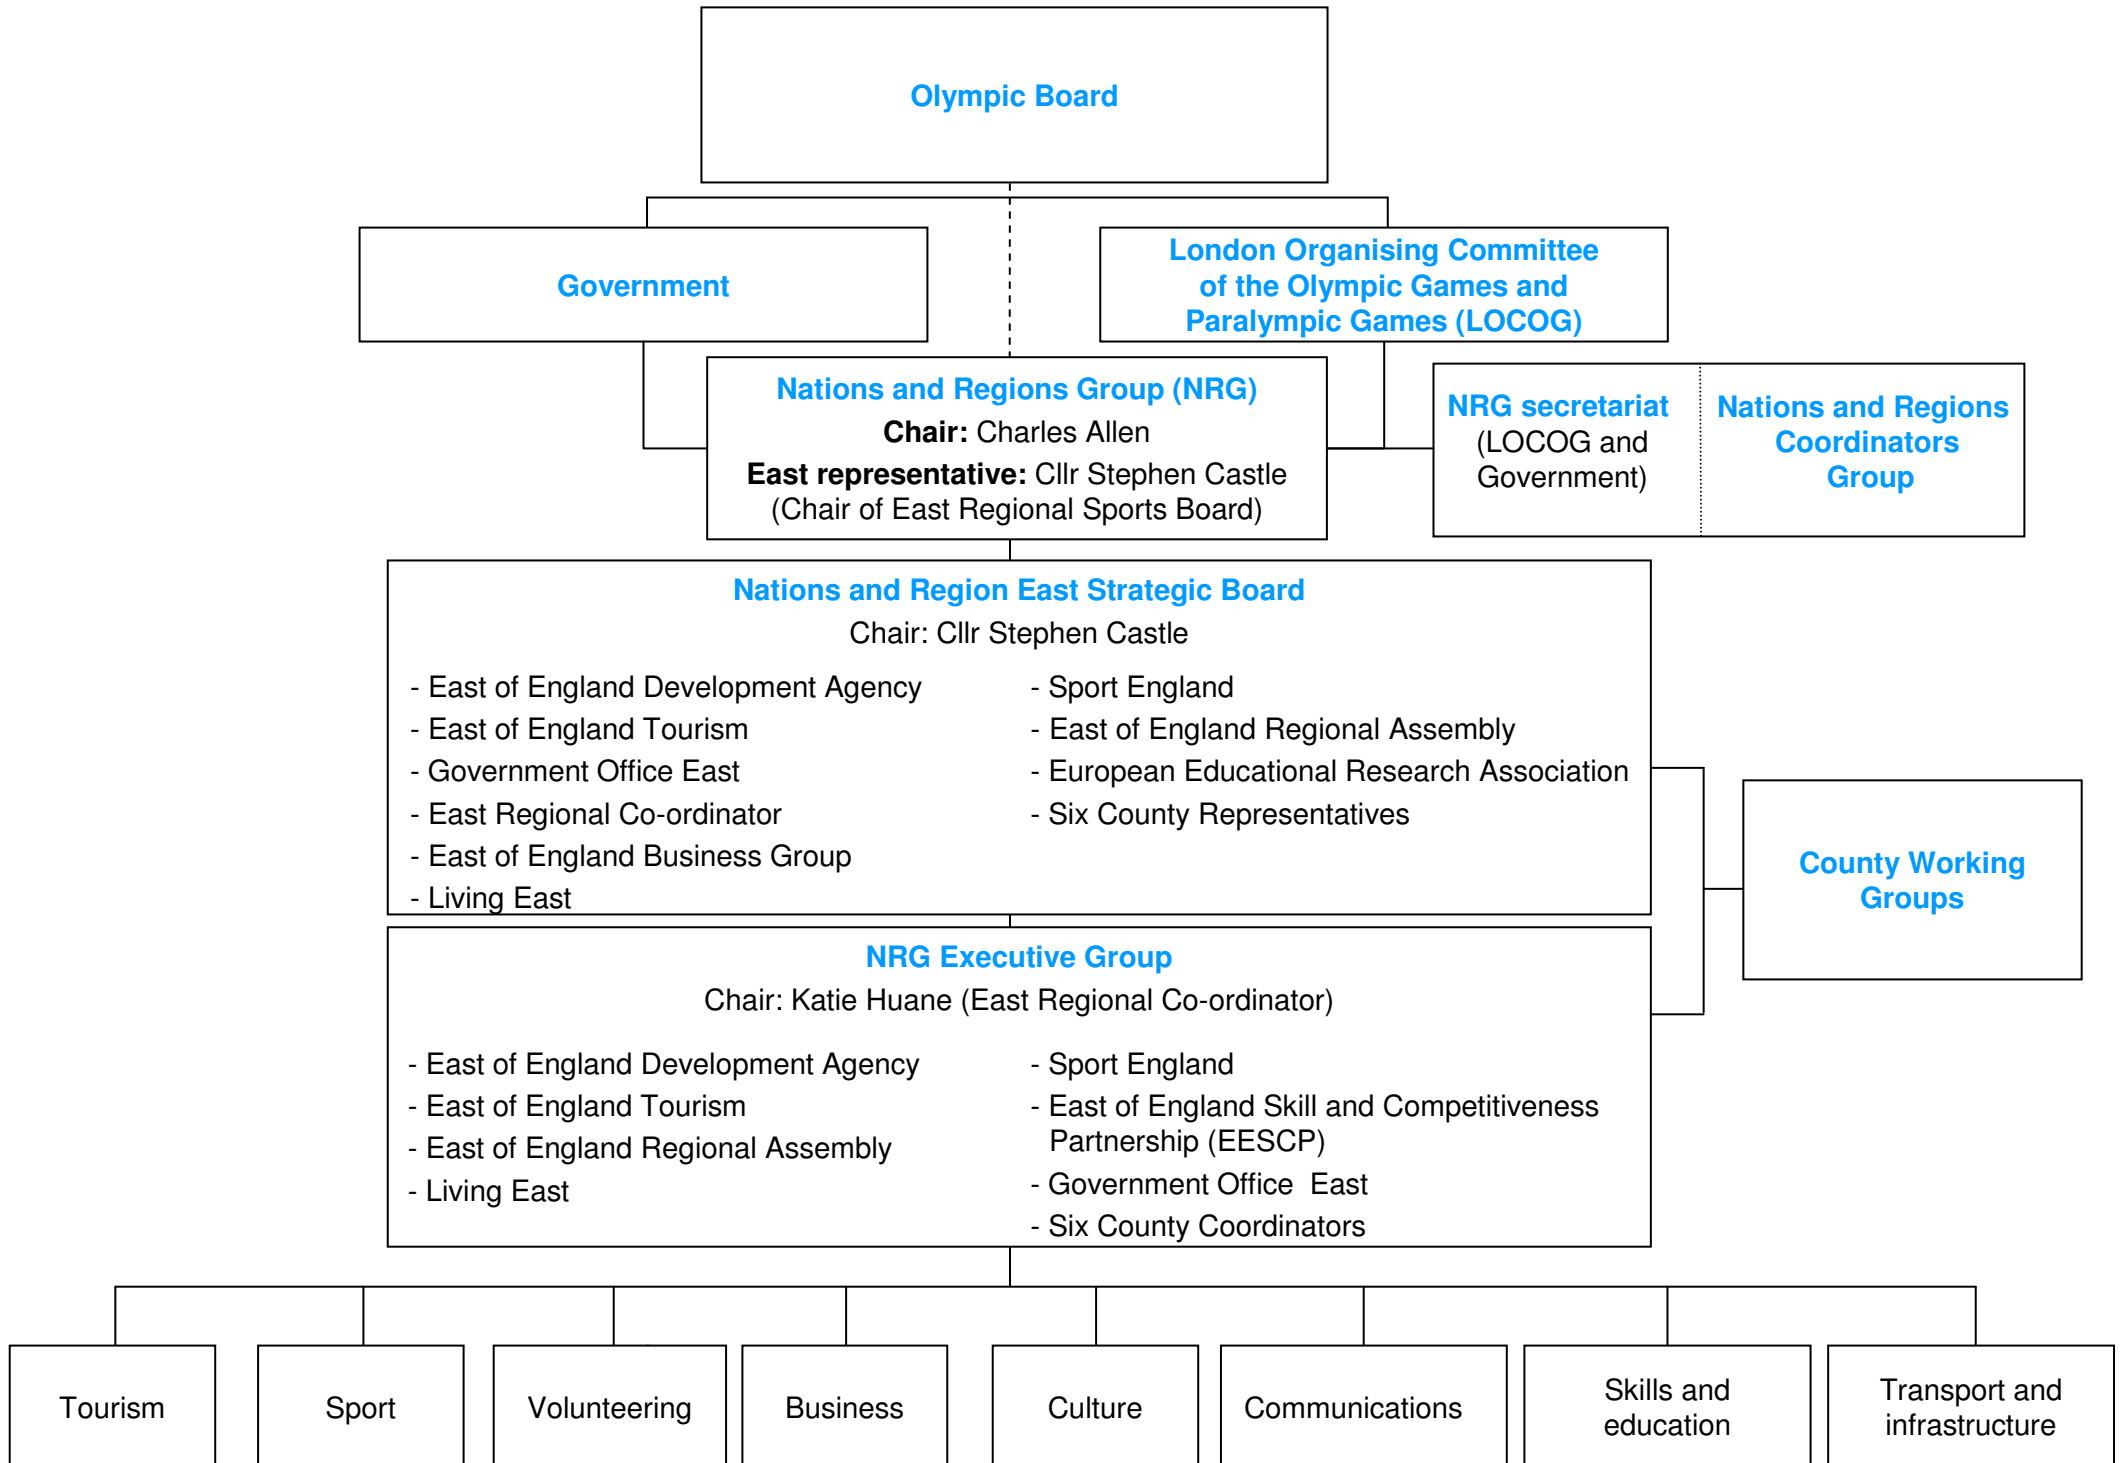 Olympic Board
Government
London Organising Committee
of the Olympic Games and
Paralympic Games (LOCOG)
Nations and Regions Group (NRG)
Chair: Charles Allen
East representative: Cllr Stephen Castle
(Chair of East Regional Sports Board)
NRG secretariat
(LOCOG and
Government)
Nations and Regions
Coordinators
Group
Nations and Region East Strategic Board
Chair: Cllr Stephen Castle
- East of England Development Agency
- East of England Tourism
- Government Office East
- East Regional Co-ordinator
- East of England Business Group
- Living East
- Sport England
- East of England Regional Assembly
- European Educational Research Association
- Six County Representatives
County Working
Groups
NRG Executive Group
Chair: Katie Huane (East Regional Co-ordinator)
- East of England Development Agency
- East of England Tourism
- East of England Regional Assembly
- Living East
- Sport England
- East of England Skill and Competitiveness
Partnership (EESCP)
- Government Office  East
- Six County Coordinators
Tourism
Sport
Volunteering
Business
Culture
Communications
Skills and
education
Transport and
infrastructure